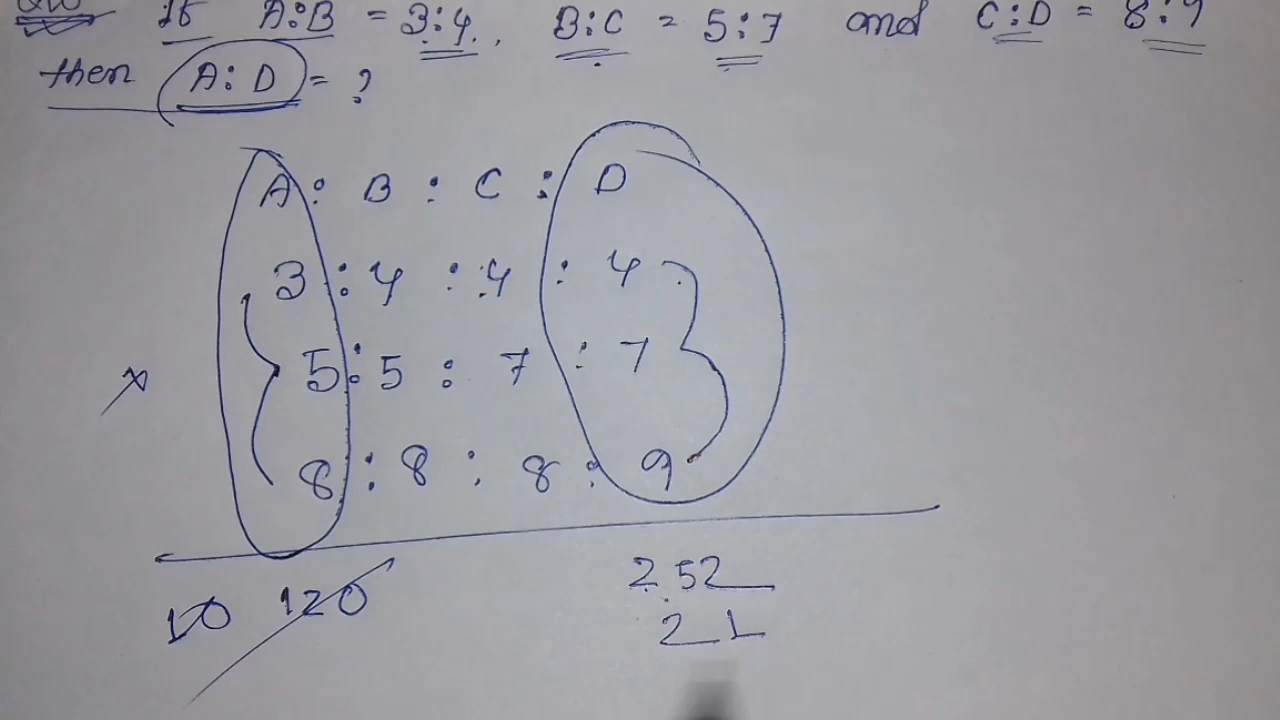 If A:B = 3:4, B:C = 5:7 and C:D = 8:9
then A:D = ?
A : B : C : D
3 : 4 : 4 : 4
5 : 5 : 7 : 7
x
8 : 8 : 8 : 9
10 120 252
21